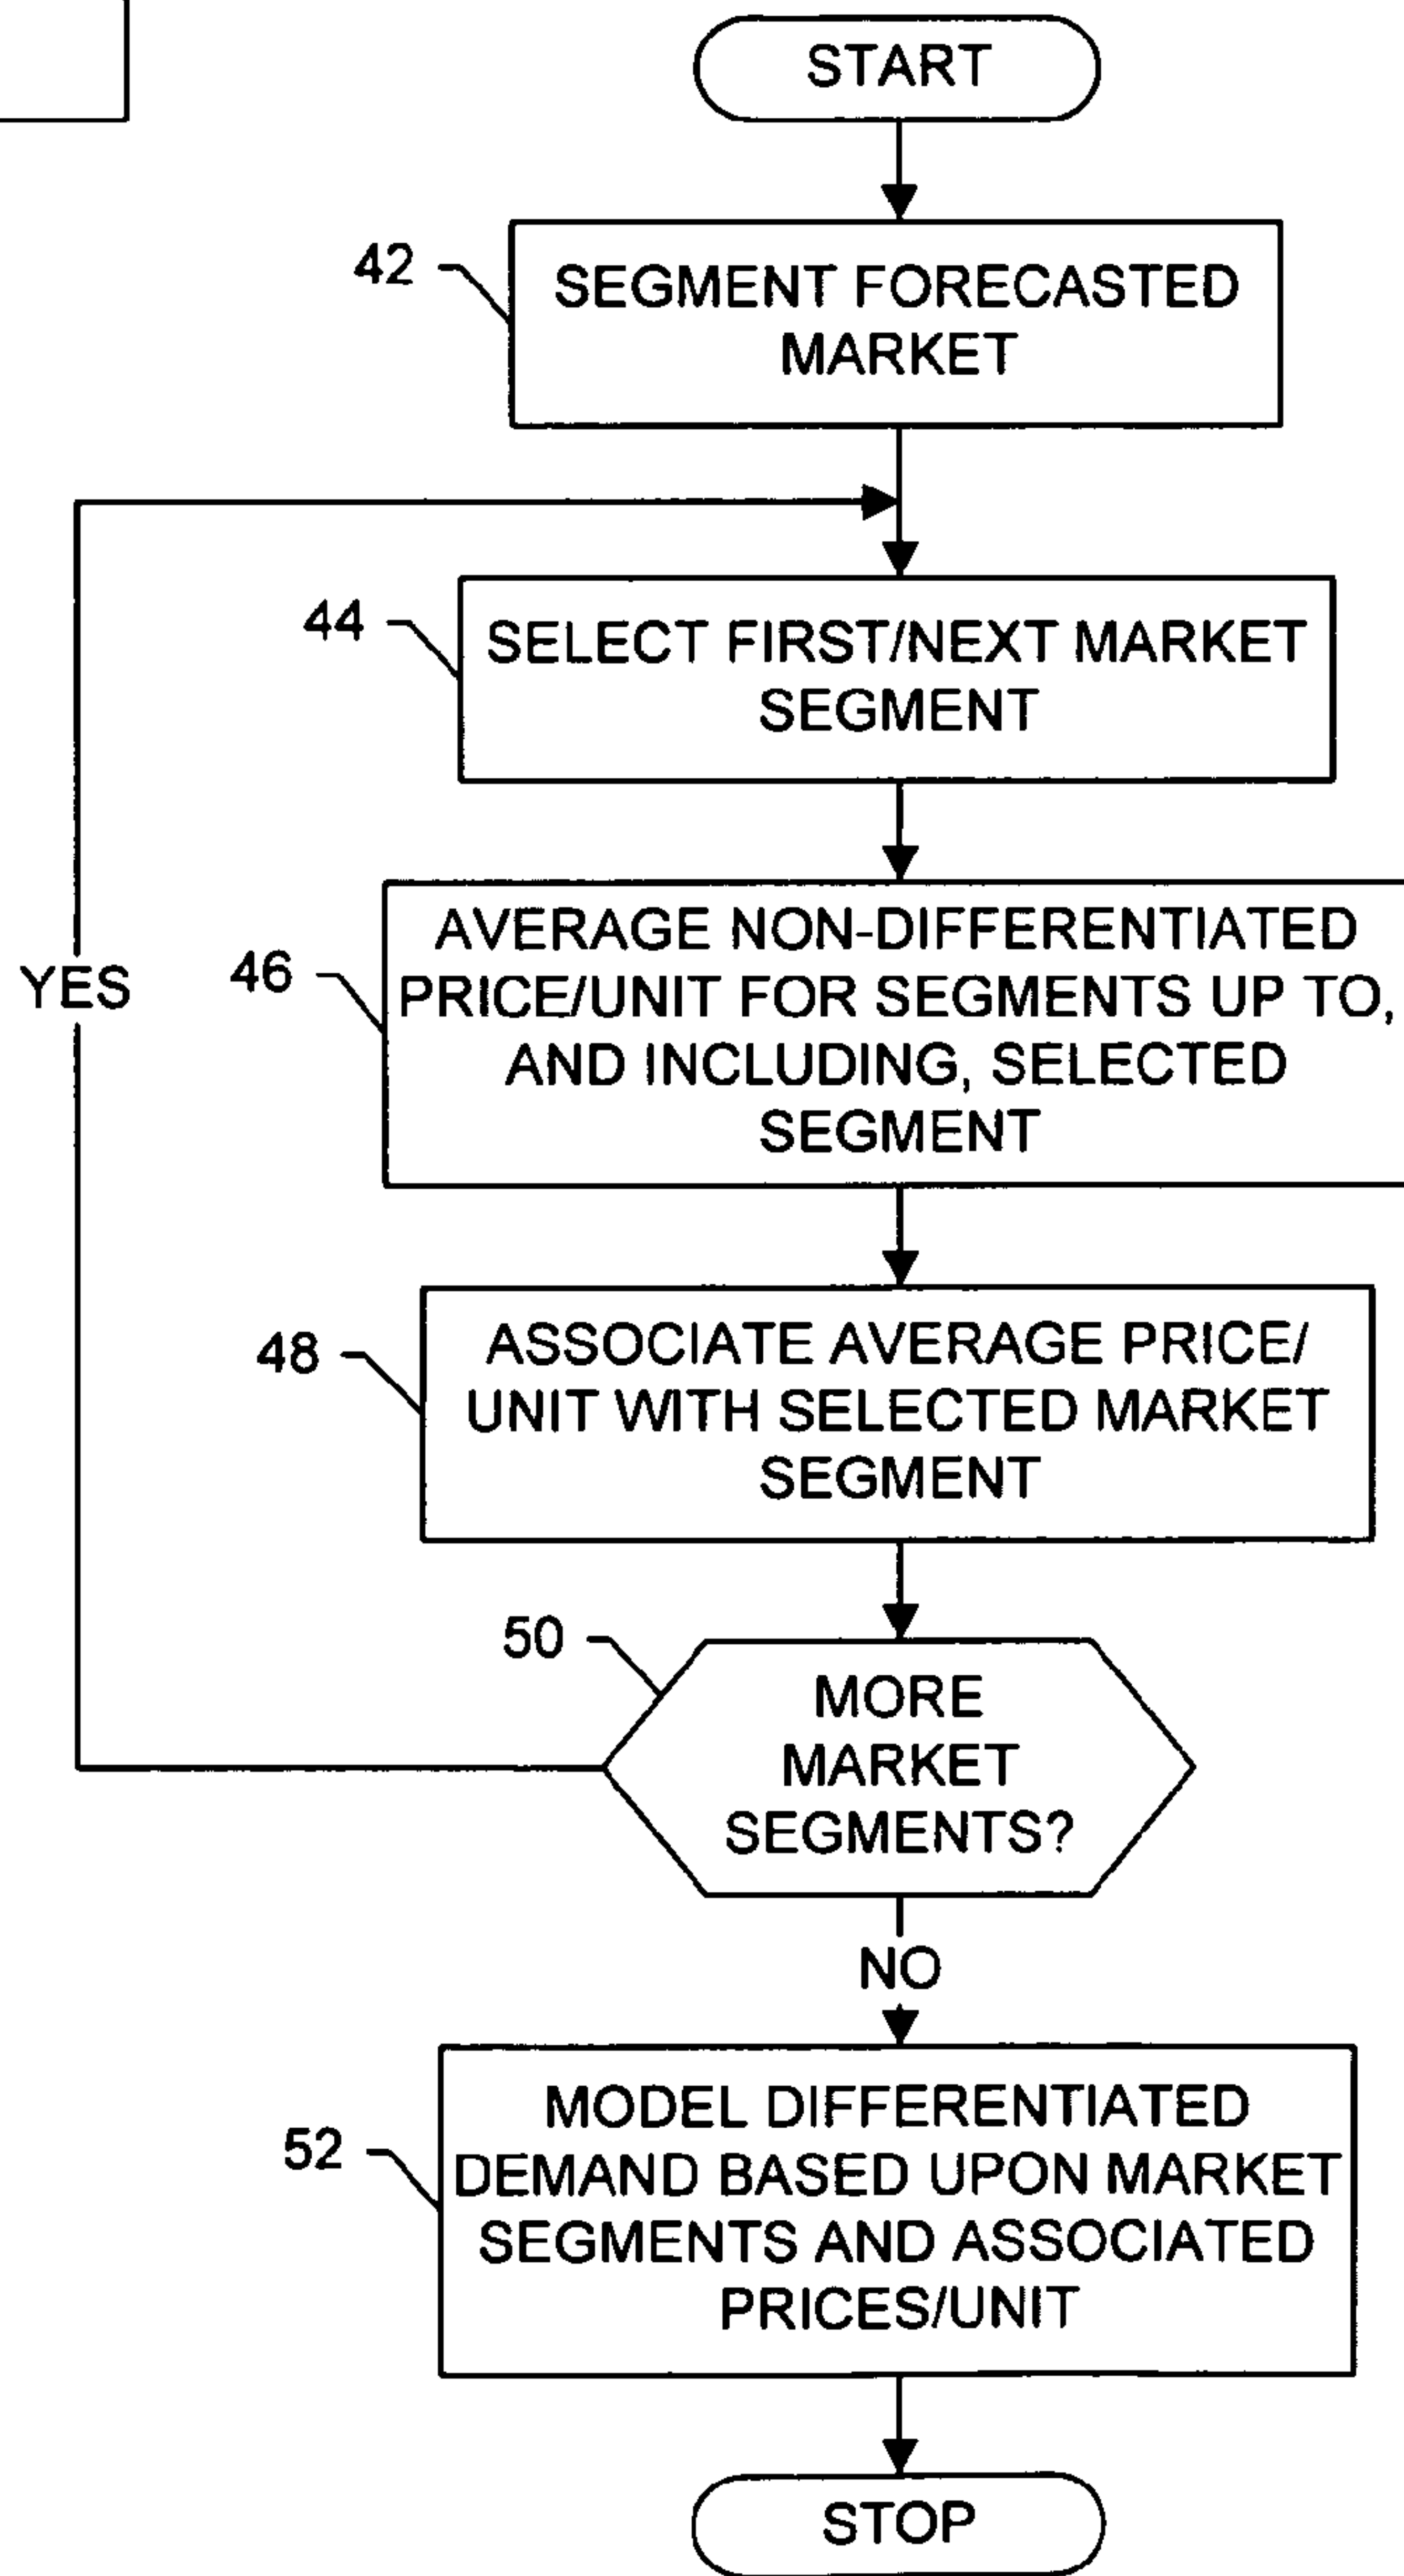 START
42
SEGMENT FORECASTED
MARKET
44
SELECT FIRST/NEXT MARKET
SEGMENT
46
AVERAGE NON-DIFFERENTIATED
PRICE/UNIT FOR SEGMENTS UP TO,
AND INCLUDING, SELECTED
SEGMENT
YES
48
ASSOCIATE AVERAGE PRICE/
UNIT WITH SELECTED MARKET
SEGMENT
50
MORE
MARKET
SEGMENTS?
NO
52
MODEL DIFFERENTIATED
DEMAND BASED UPON MARKET
SEGMENTS AND ASSOCIATED
PRICES/UNIT
STOP